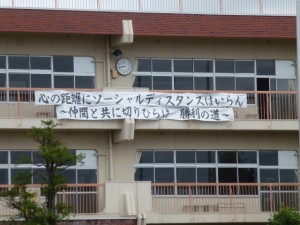 心の距離にソーシャルディスタンスはいらん
～仲間と共に切りひらけ 勝利の道～